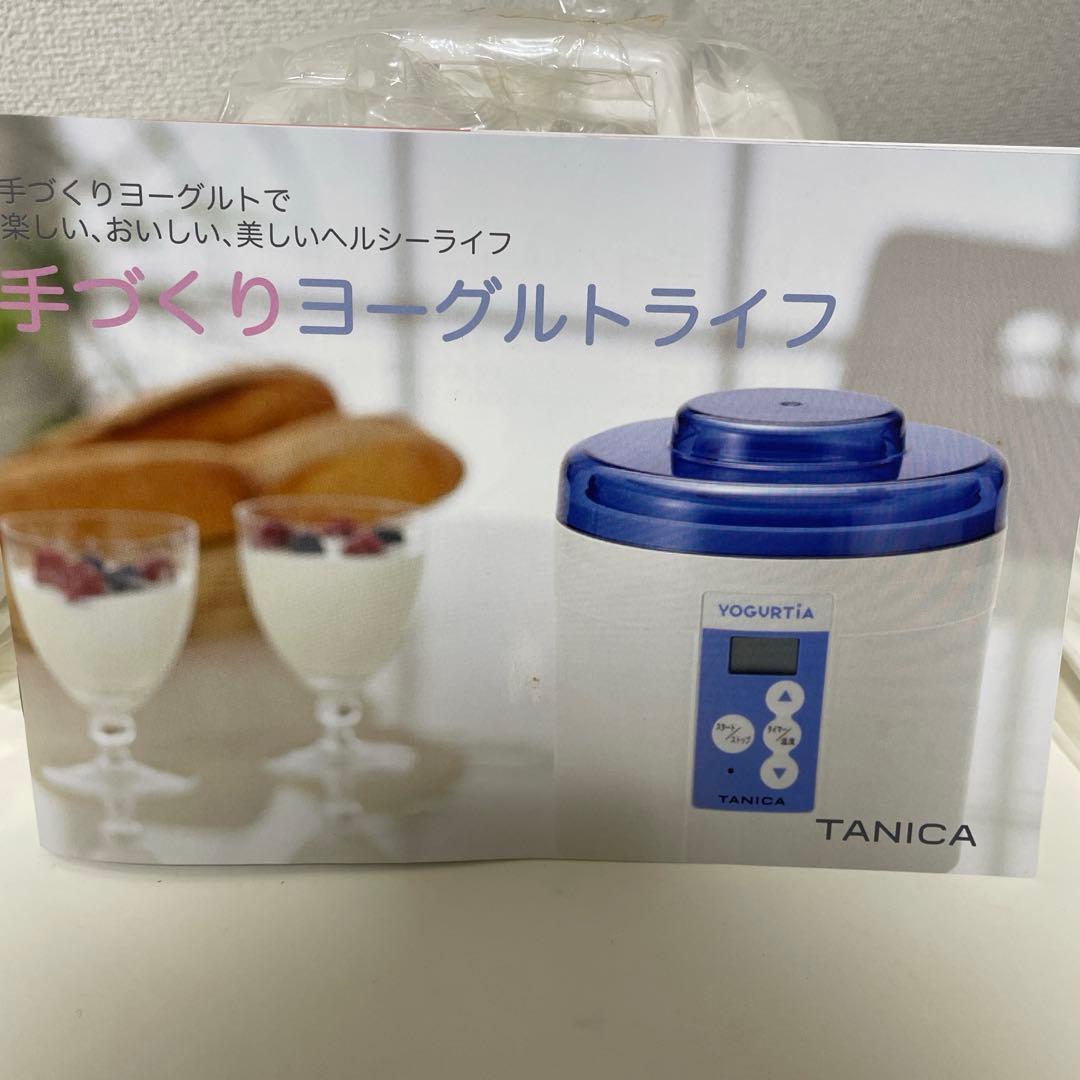 手づくりヨーグルトで
楽しい、おいしい、美しいヘルシーライフ
手づくりヨーグルトライフ
YOGURTiA
スタート/ストップ
タイマー/温度
TANICA
TANICA